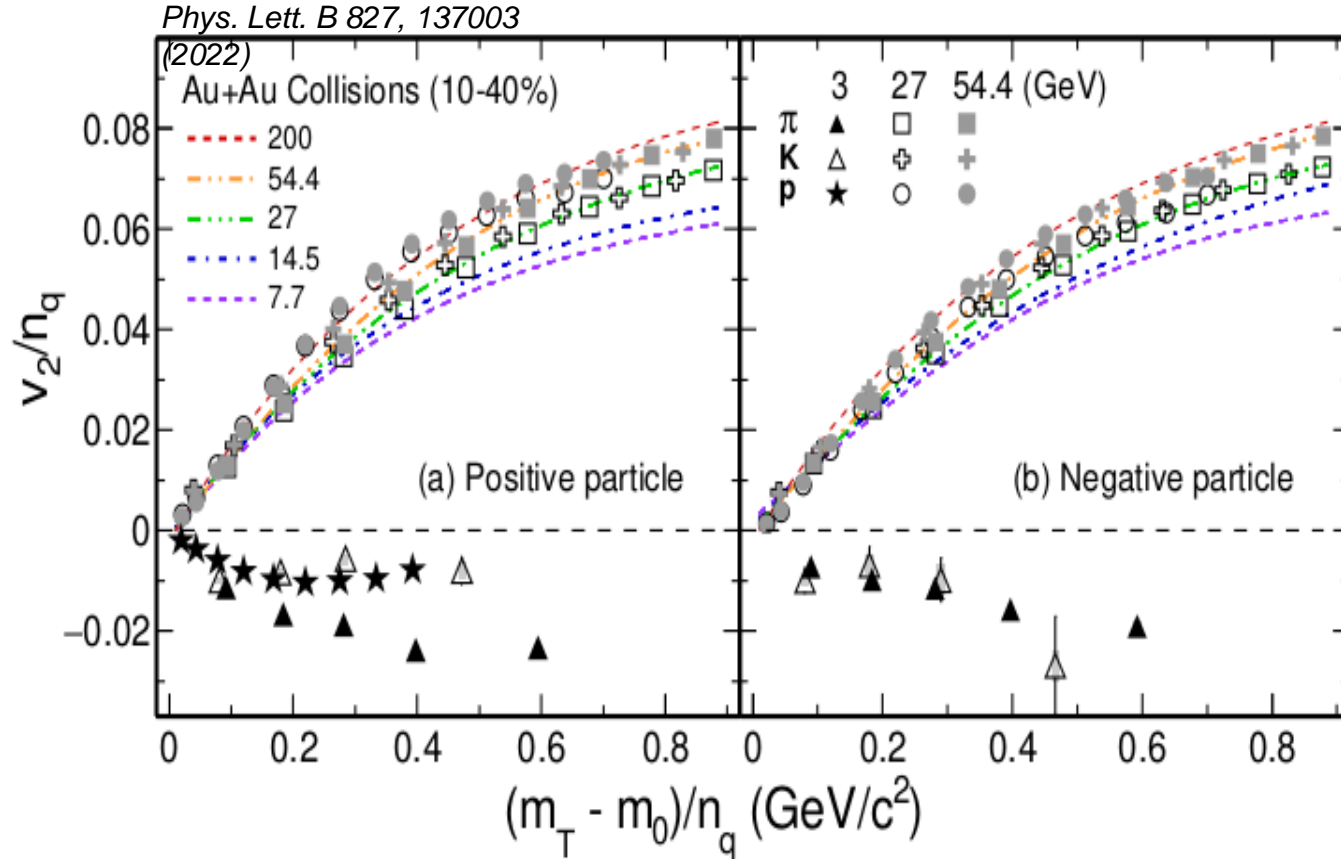 Phys. Lett. B 827, 137003
(2022)
Au+Au Collisions (10-40%)
200
54.4
27
14.5
7.7
3 27 54.4 (GeV)
π
K
p
(a) Positive particle
(b) Negative particle
v₂/n_q
0.08
0.06
0.04
0.02
0
−0.02
0 0.2 0.4 0.6 0.8
0 0.2 0.4 0.6 0.8
(m_T - m₀)/n_q (GeV/c²)